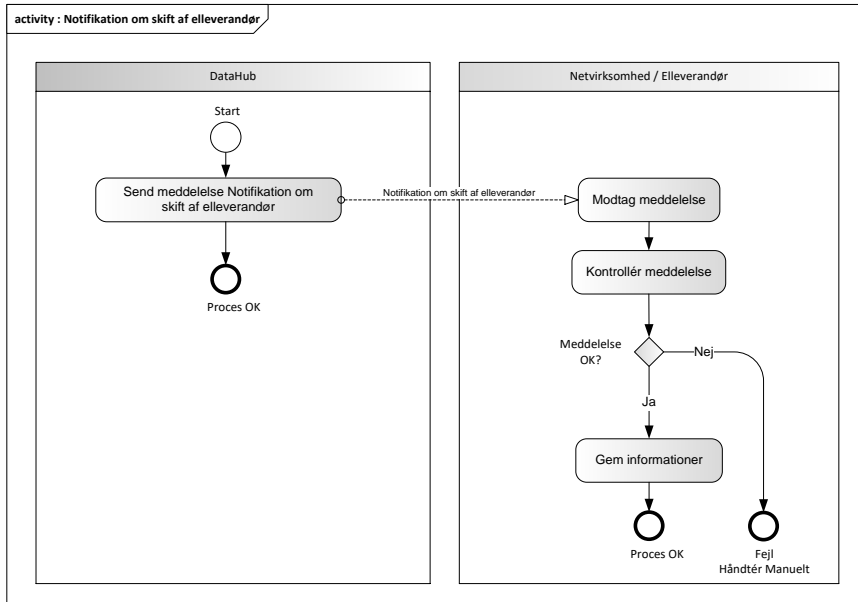 activity : Notifikation om skift af elleverandør
DataHub
Start
Send meddelelse Notifikation om
skift af elleverandør
Proces OK
Notifikation om skift af elleverandør
Netvirksomhed / Elleverandør
Modtag meddelelse
Kontrollér meddelelse
Meddelelse
OK?
Nej
Ja
Gem informationer
Proces OK
Fejl
Håndtér Manuelt